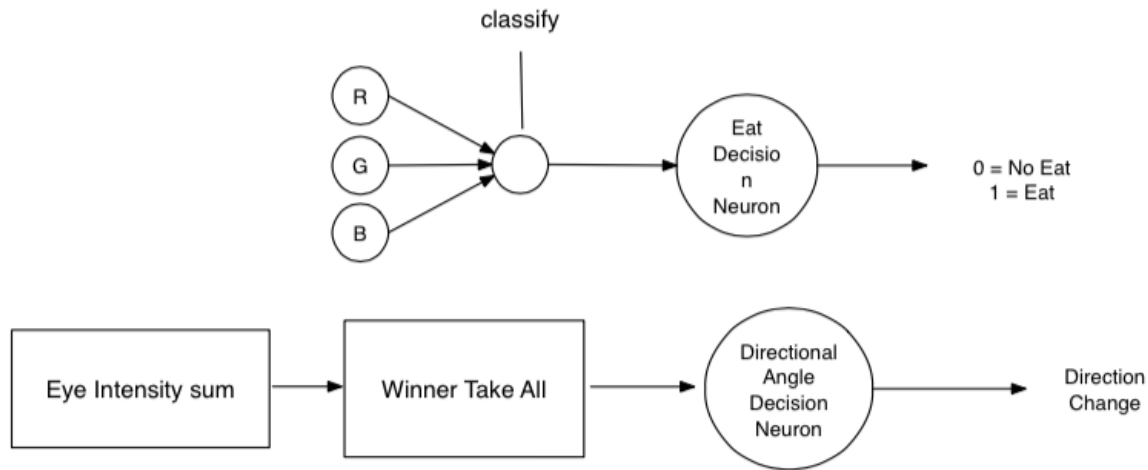 classify
R
G
B
Eat
Decisio
n
Neuron
0 = No Eat
1 = Eat
Eye Intensity sum
Winner Take All
Directional
Angle
Decision
Neuron
Direction
Change